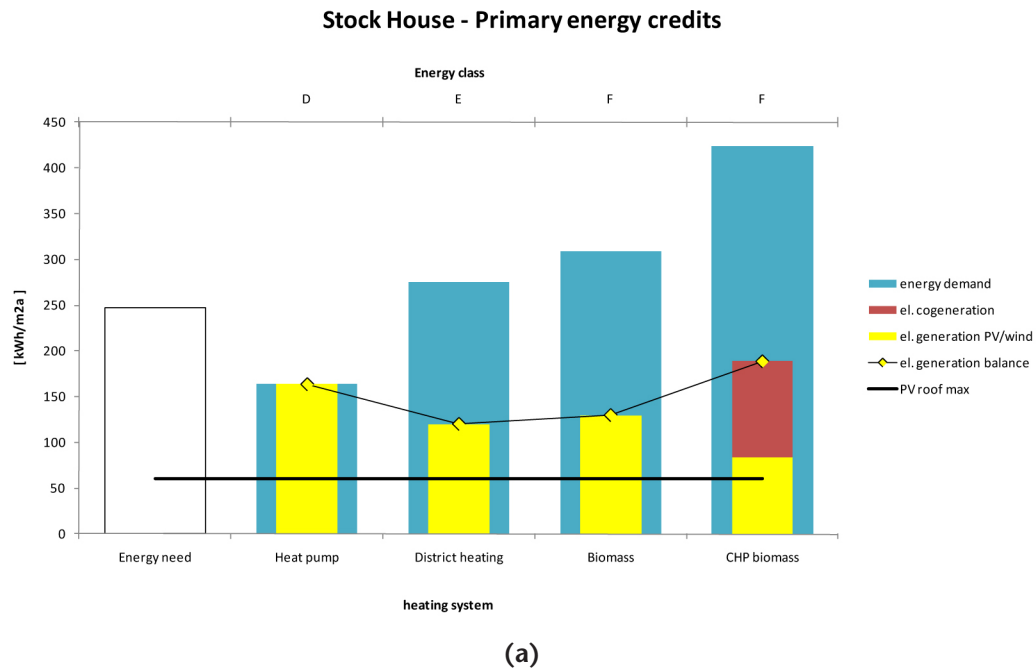 Stock House - Primary energy credits
Energy class
D E F F
450
400
350
300
250
200
150
100
50
0
[kWh/m2a]
Energy need Heat pump District heating Biomass CHP biomass
heating system
energy demand
el. cogeneration
el. generation PV/wind
el. generation balance
PV roof max
(a)